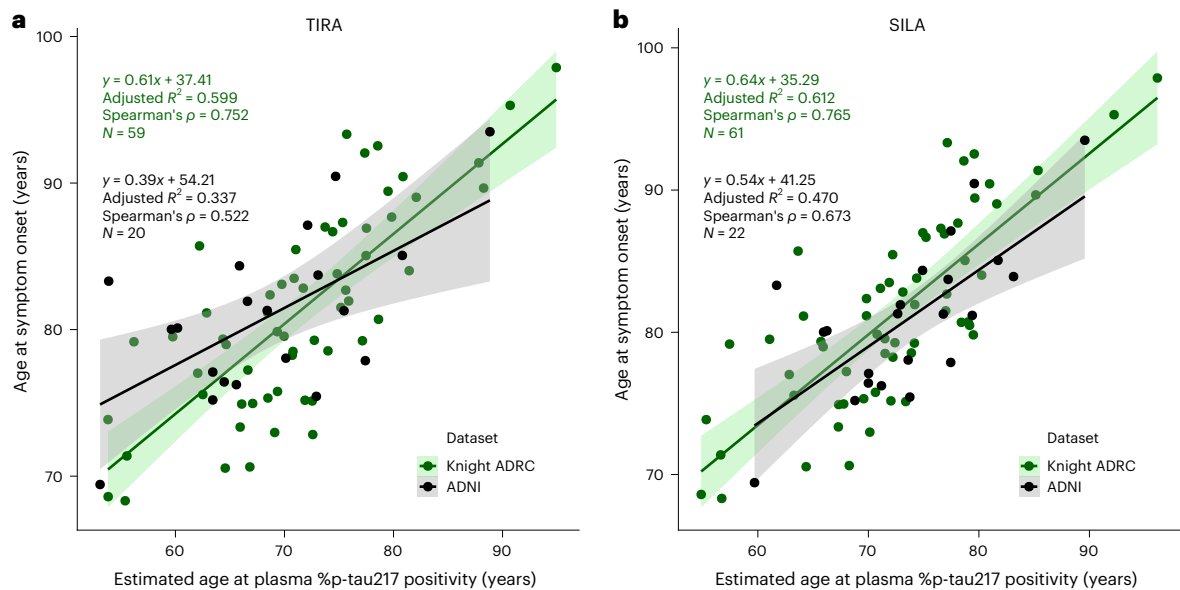 a
TIRA
100
90
80
70
60
70
80
90
Age at symptom onset (years)
Estimated age at plasma %p-tau217 positivity (years)
y = 0.61x + 37.41
Adjusted R² = 0.599
Spearman's ρ = 0.752
N = 59
y = 0.39x + 54.21
Adjusted R² = 0.337
Spearman's ρ = 0.522
N = 20
Dataset
Knight ADRC
ADNI
b
SILA
100
90
80
70
60
70
80
90
Age at symptom onset (years)
Estimated age at plasma %p-tau217 positivity (years)
y = 0.64x + 35.29
Adjusted R² = 0.612
Spearman's ρ = 0.765
N = 61
y = 0.54x + 41.25
Adjusted R² = 0.470
Spearman's ρ = 0.673
N = 22
Dataset
Knight ADRC
ADNI